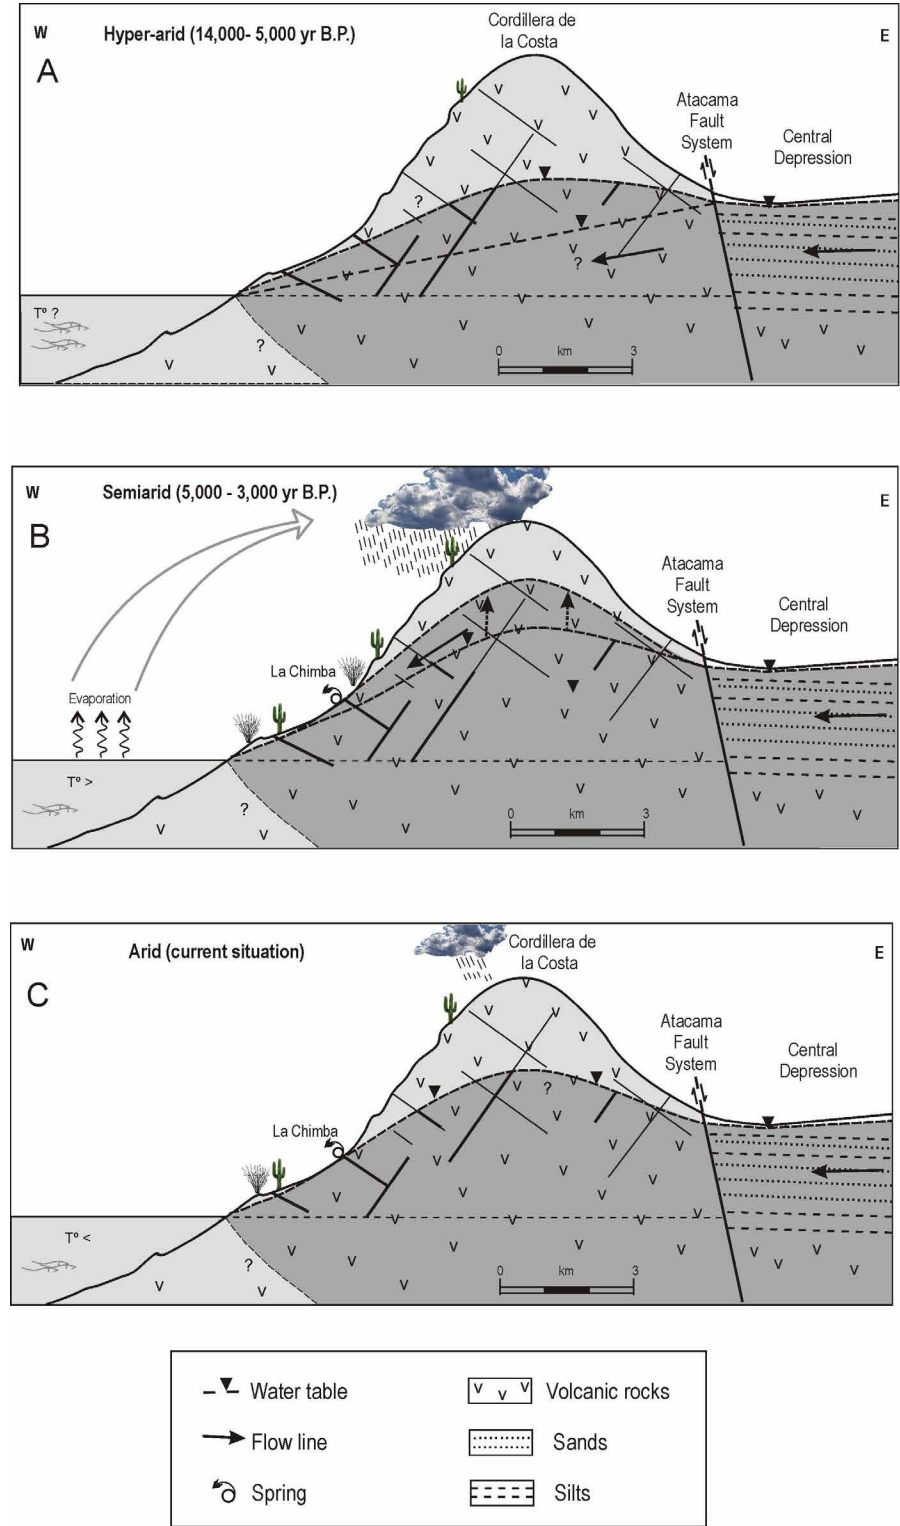 W
Hyper-arid (14,000- 5,000 yr B.P.)
Cordillera de
la Costa
E
A
Atacama
Fault
System
Central
Depression
?
?
Tº ?
?
0
km
3
W
Semiarid (5,000 - 3,000 yr B.P.)
E
B
Atacama
Fault
System
Central
Depression
La Chimba
Evaporation
Tº >
?
0
km
3
W
Arid (current situation)
Cordillera de
la Costa
E
C
Atacama
Fault
System
Central
Depression
?
La Chimba
Tº <
?
0
km
3
Water table
Volcanic rocks
Flow line
Sands
Spring
Silts